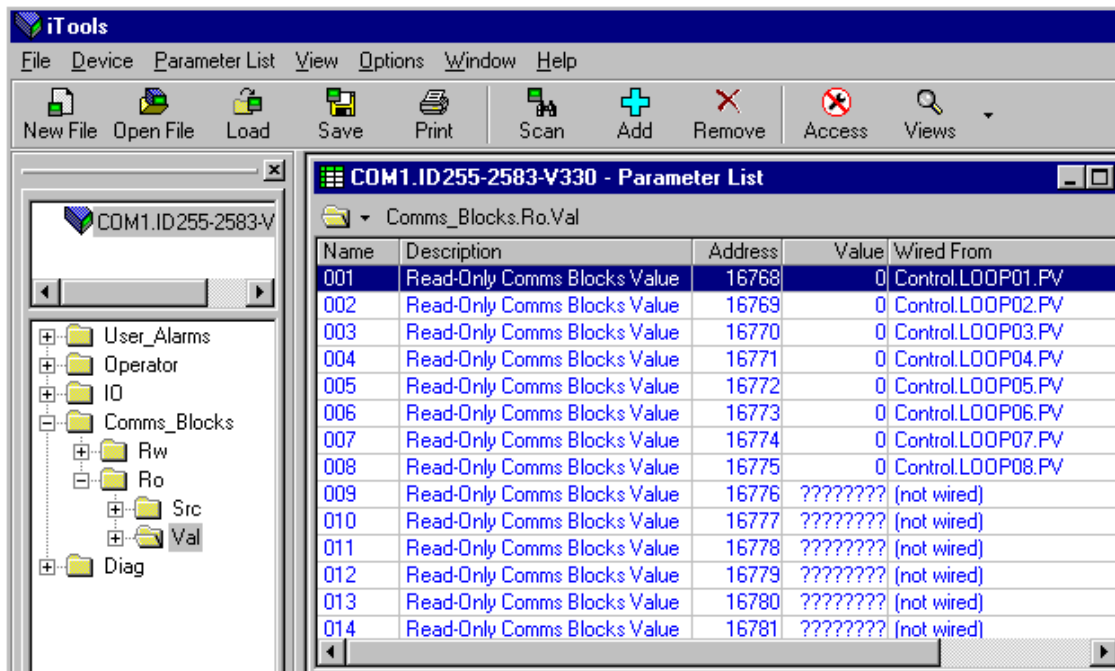 iTools
File Device Parameter List View Options Window Help
New File Open File Load Save Print Scan Add Remove Access Views
COM1.ID255-2583-V
User_Alarms
Operator
IO
Comms_Blocks
Rw
Ro
Src
Val
Diag
COM1.ID255-2583-V330 - Parameter List
Comms_Blocks.Ro.Val
Name Description Address Value Wired From
001 Read-Only Comms Blocks Value 16768 0 Control.LOOP01.PV
002 Read-Only Comms Blocks Value 16769 0 Control.LOOP02.PV
003 Read-Only Comms Blocks Value 16770 0 Control.LOOP03.PV
004 Read-Only Comms Blocks Value 16771 0 Control.LOOP04.PV
005 Read-Only Comms Blocks Value 16772 0 Control.LOOP05.PV
006 Read-Only Comms Blocks Value 16773 0 Control.LOOP06.PV
007 Read-Only Comms Blocks Value 16774 0 Control.LOOP07.PV
008 Read-Only Comms Blocks Value 16775 0 Control.LOOP08.PV
009 Read-Only Comms Blocks Value 16776 ???????? (not wired)
010 Read-Only Comms Blocks Value 16777 ???????? (not wired)
011 Read-Only Comms Blocks Value 16778 ???????? (not wired)
012 Read-Only Comms Blocks Value 16779 ???????? (not wired)
013 Read-Only Comms Blocks Value 16780 ???????? (not wired)
014 Read-Only Comms Blocks Value 16781 ???????? (not wired)